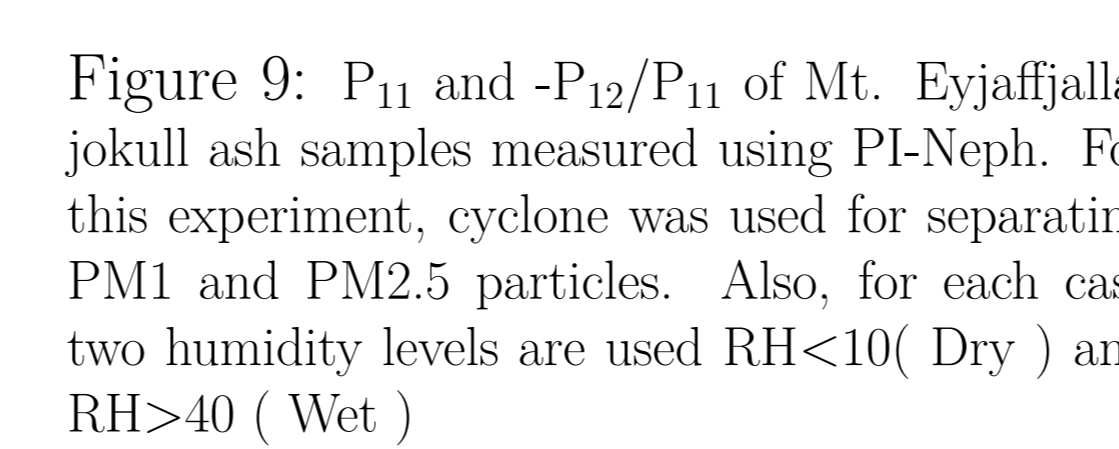 Figure 9: P₁₁ and -P₁₂/P₁₁ of Mt. Eyjaffjalla
jokull ash samples measured using PI-Neph. Fo
this experiment, cyclone was used for separatin
PM1 and PM2.5 particles. Also, for each cas
two humidity levels are used RH<10( Dry ) an
RH>40 ( Wet )